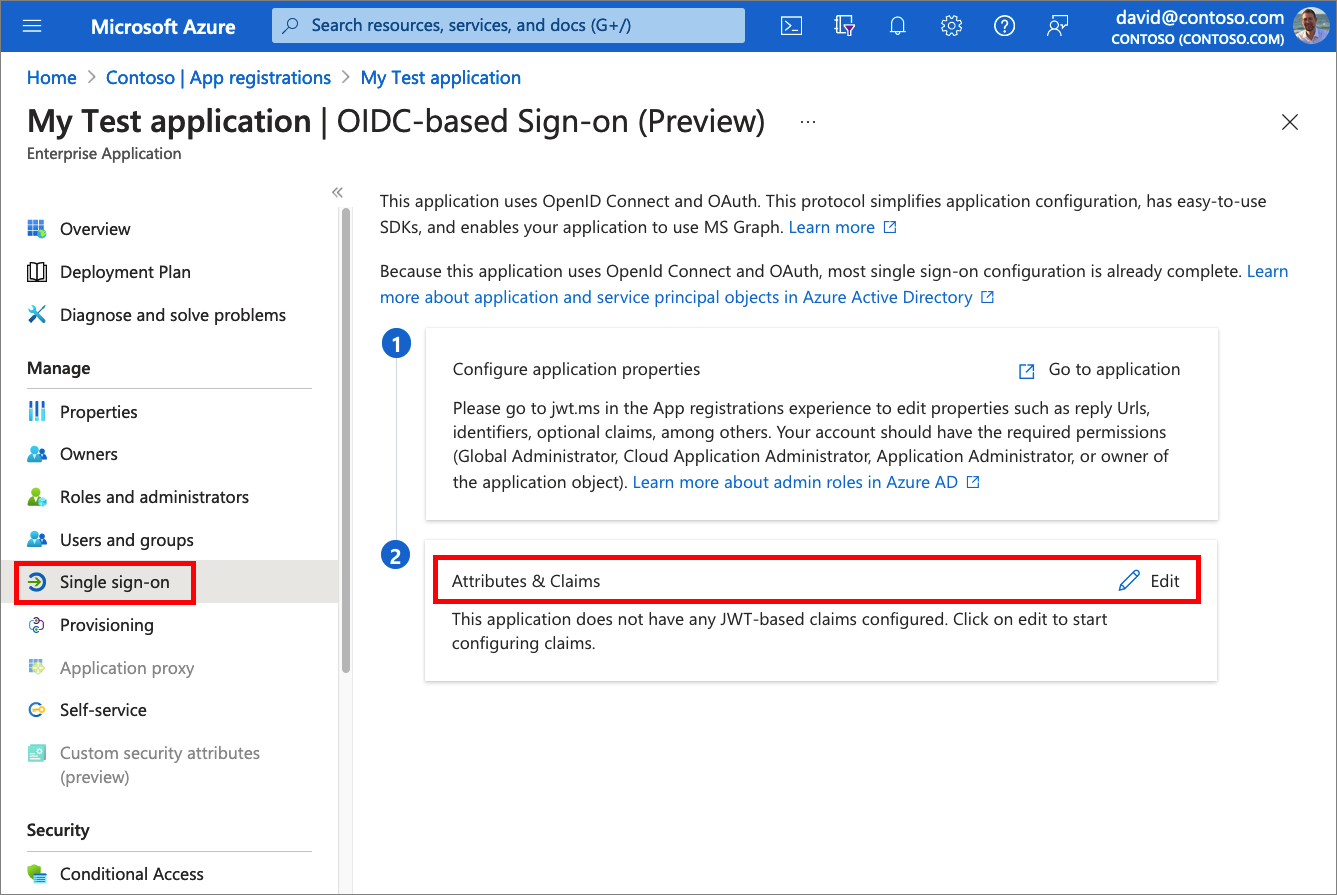 Microsoft Azure
Search resources, services, and docs (G+/)
david@contoso.com
CONTOSO (CONTOSO.COM)
Home > Contoso | App registrations > My Test application
My Test application | OIDC-based Sign-on (Preview) ...
Enterprise Application
Overview
Deployment Plan
Diagnose and solve problems
Manage
Properties
Owners
Roles and administrators
Users and groups
Single sign-on
Provisioning
Application proxy
Self-service
Custom security attributes
(preview)
Security
Conditional Access
This application uses OpenID Connect and OAuth. This protocol simplifies application configuration, has easy-to-use
SDKs, and enables your application to use MS Graph. Learn more
Because this application uses OpenId Connect and OAuth, most single sign-on configuration is already complete. Learn
more about application and service principal objects in Azure Active Directory
1
Configure application properties
Go to application
Please go to jwt.ms in the App registrations experience to edit properties such as reply Urls,
identifiers, optional claims, among others. Your account should have the required permissions
(Global Administrator, Cloud Application Administrator, Application Administrator, or owner of
the application object). Learn more about admin roles in Azure AD
2
Attributes & Claims
Edit
This application does not have any JWT-based claims configured. Click on edit to start
configuring claims.